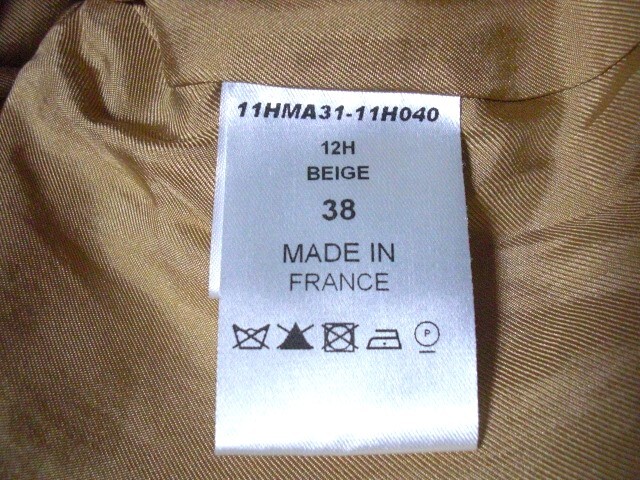 11HMA31-11H040
12H
BEIGE
38
MADE IN
FRANCE
P